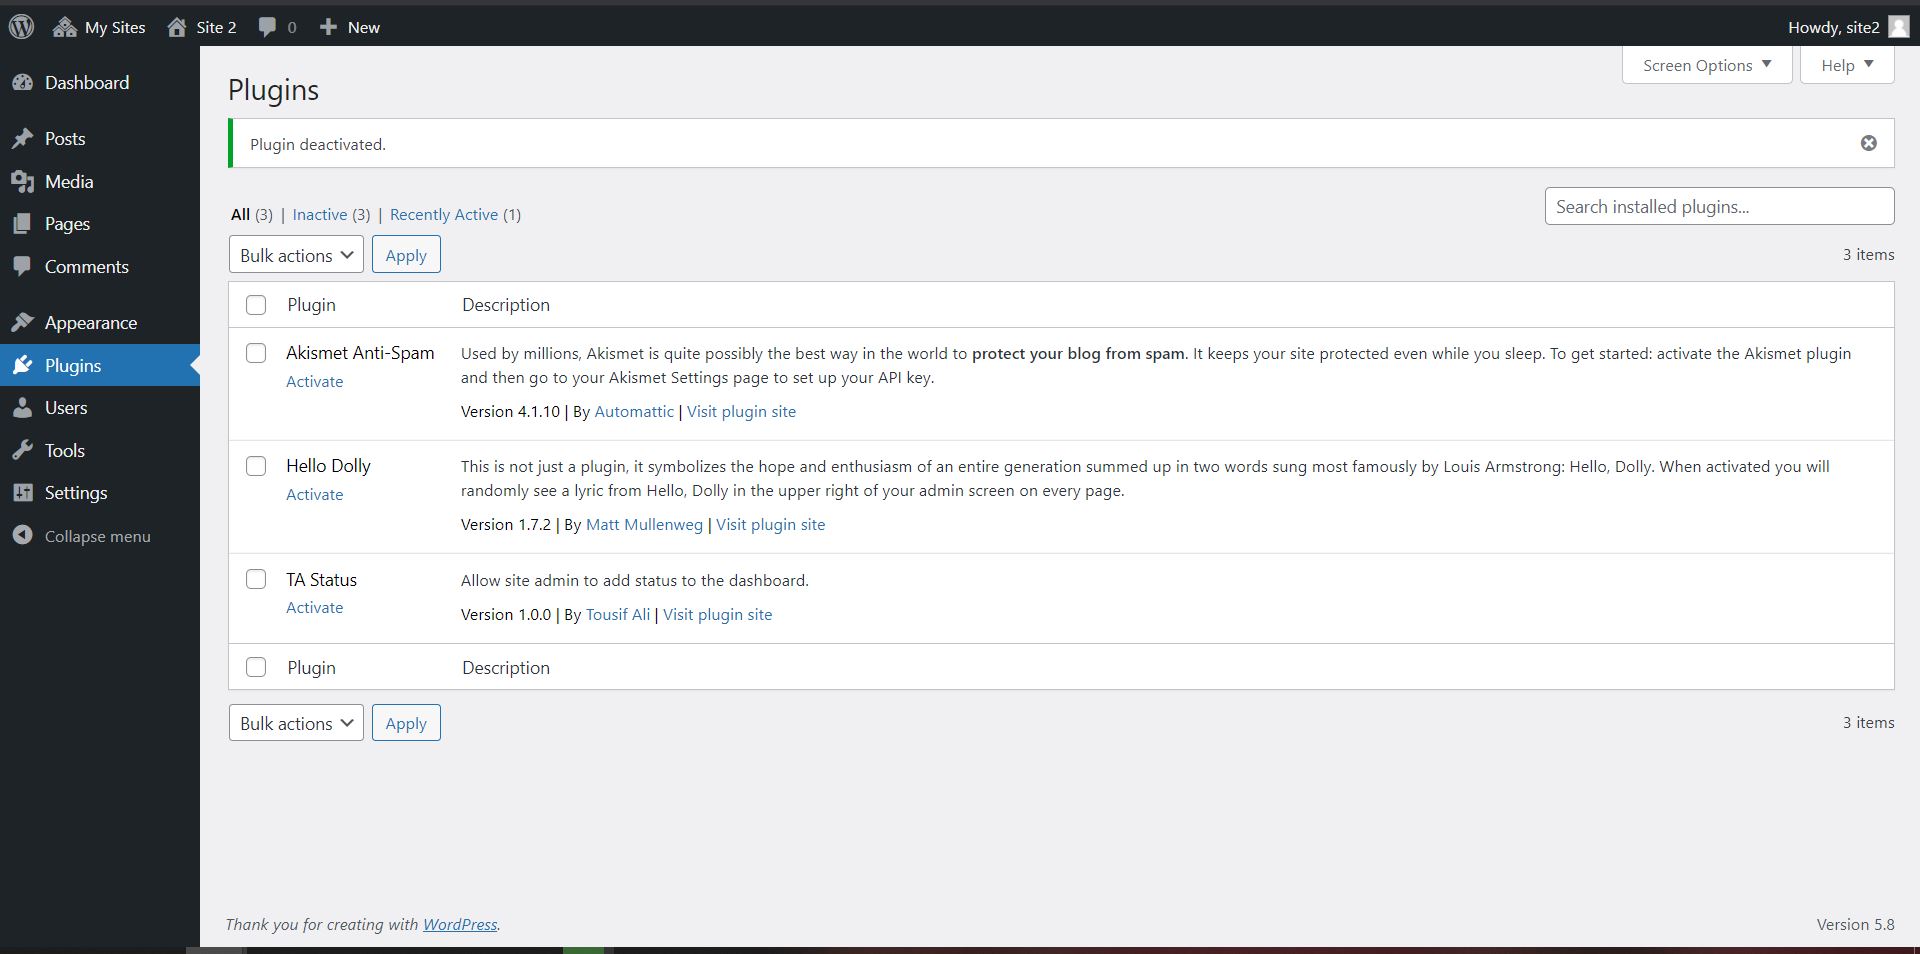 My Sites
Site 2
0
New
Howdy, site2
Dashboard
Posts
Media
Pages
Comments
Appearance
Plugins
Users
Tools
Settings
Collapse menu
Screen Options
Help
Plugins
Plugin deactivated.
All (3) | Inactive (3) | Recently Active (1)
Search installed plugins...
Bulk actions
Apply
3 items
Plugin
Description
Akismet Anti-Spam
Activate
Used by millions, Akismet is quite possibly the best way in the world to protect your blog from spam. It keeps your site protected even while you sleep. To get started: activate the Akismet plugin
and then go to your Akismet Settings page to set up your API key.
Version 4.1.10 | By Automattic | Visit plugin site
Hello Dolly
Activate
This is not just a plugin, it symbolizes the hope and enthusiasm of an entire generation summed up in two words sung most famously by Louis Armstrong: Hello, Dolly. When activated you will
randomly see a lyric from Hello, Dolly in the upper right of your admin screen on every page.
Version 1.7.2 | By Matt Mullenweg | Visit plugin site
TA Status
Activate
Allow site admin to add status to the dashboard.
Version 1.0.0 | By Tousif Ali | Visit plugin site
Plugin
Description
Bulk actions
Apply
3 items
Thank you for creating with WordPress.
Version 5.8